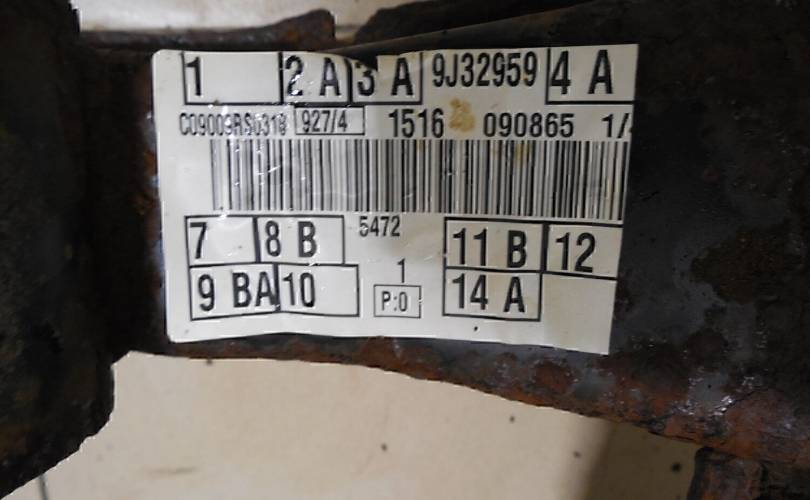 1 2 A 3 A 9J32959 4 A
C09009RS0318 927/4 1516 090865 1/
7 8 B 5472 11 B 12
1
9 BA 10 P:0 14 A